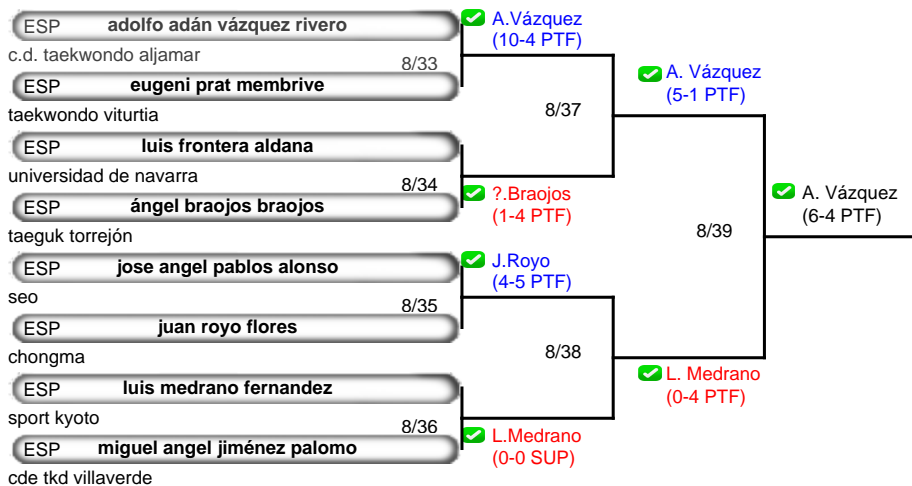 ESP adolfo adán vázquez rivero
c.d. taekwondo aljamar
8/33
ESP eugeni prat membrive
taekwondo viturtia
ESP luis frontera aldana
universidad de navarra
8/34
ESP ángel braojos braojos
taeguk torrejón
ESP jose angel pablos alonso
seo
8/35
ESP juan royo flores
chongma
ESP luis medrano fernandez
sport kyoto
8/36
ESP miguel angel jiménez palomo
cde tkd villaverde
A.Vázquez
(10-4 PTF)
8/37
?.Braojos
(1-4 PTF)
J.Royo
(4-5 PTF)
8/38
L.Medrano
(0-0 SUP)
A. Vázquez
(5-1 PTF)
8/39
L. Medrano
(0-4 PTF)
A. Vázquez
(6-4 PTF)